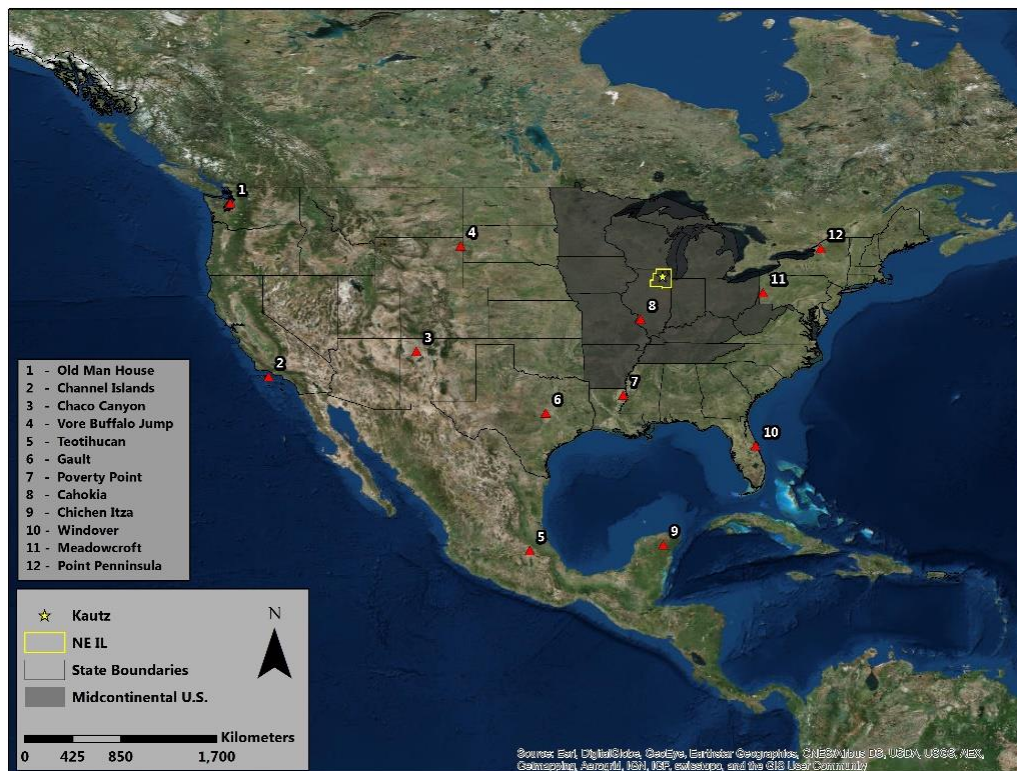 1
4
12
11
8
3
2
7
6
10
9
5
1 - Old Man House
2 - Channel Islands
3 - Chaco Canyon
4 - Vore Buffalo Jump
5 - Teotihucan
6 - Gault
7 - Poverty Point
8 - Cahokia
9 - Chichen Itza
10 - Windover
11 - Meadowcroft
12 - Point Penninsula
Kautz
NE IL
State Boundaries
Midcontinental U.S.
N
Kilometers
0 425 850 1,700
Source: Esri, DigitalGlobe, GeoEye, Earthstar Geographics, CNES/Airbus DS, USDA, USGS, AEX,
Getmapping, Aerogrid, IGN, IGP, swisstopo, and the GIS User Community